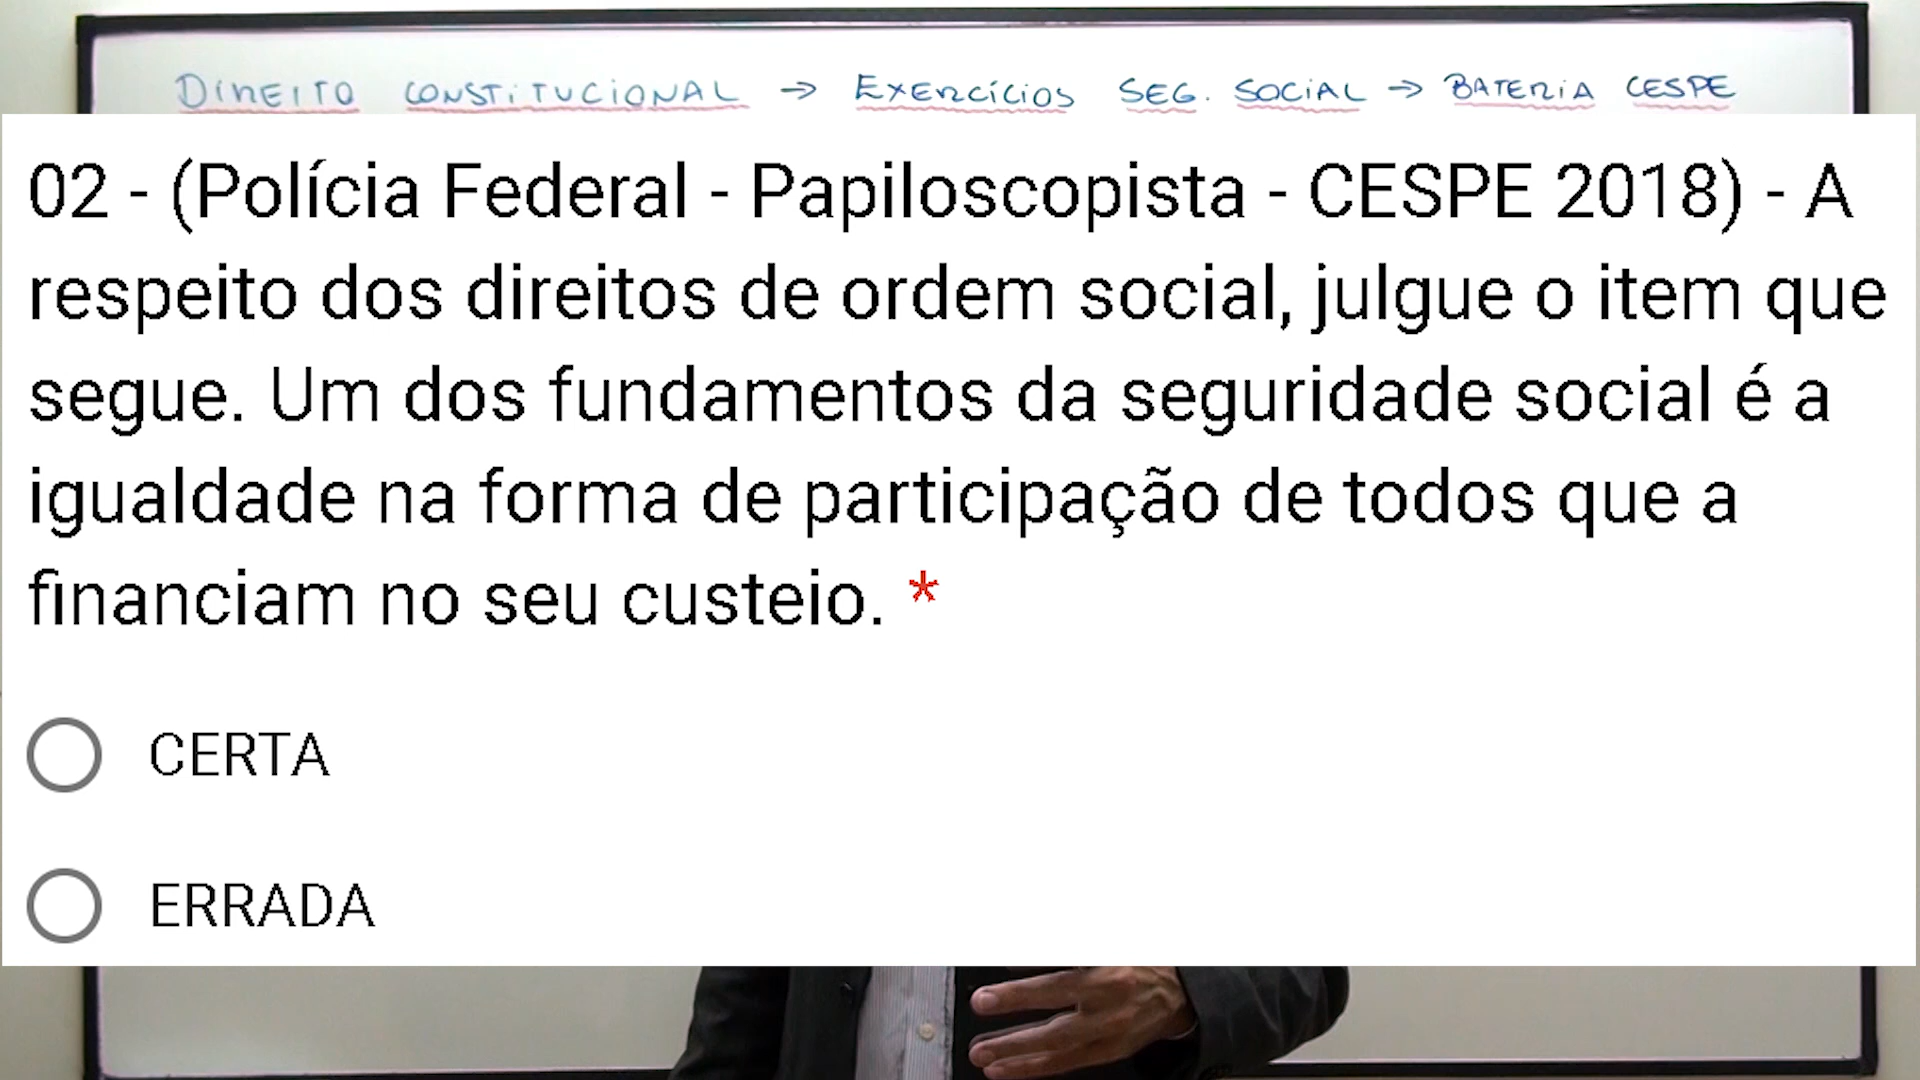 DIREITO CONSTITUCIONAL → EXERCÍCIOS SEG. SOCIAL → BATERIA CESPE
02 - (Polícia Federal - Papiloscopista - CESPE 2018) - A
respeito dos direitos de ordem social, julgue o item que
segue. Um dos fundamentos da seguridade social é a
igualdade na forma de participação de todos que a
financiam no seu custeio. *
CERTA
ERRADA